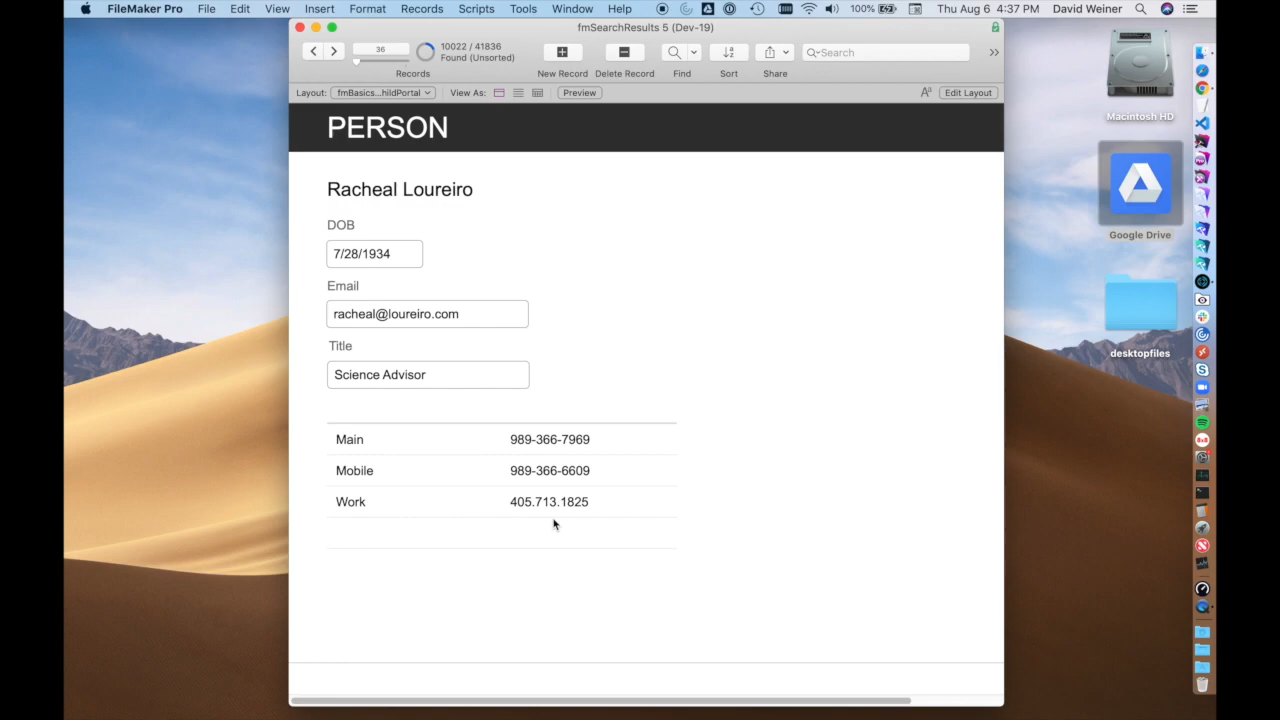 FileMaker Pro File Edit View Insert Format Records Scripts Tools Window Help 100% Thu Aug 6 4:37 PM David Weiner
fmSearchResults 5 (Dev-19)
36
10022 / 41836
Found (Unsorted)
Search
Records New Record Delete Record Find Sort Share
Layout: fmBasics...hildPortal View As: Preview Edit Layout
PERSON
Racheal Loureiro
DOB
7/28/1934
Email
racheal@loureiro.com
Title
Science Advisor
Main 989-366-7969
Mobile 989-366-6609
Work 405.713.1825
Macintosh HD
Google Drive
desktopfiles
8x8